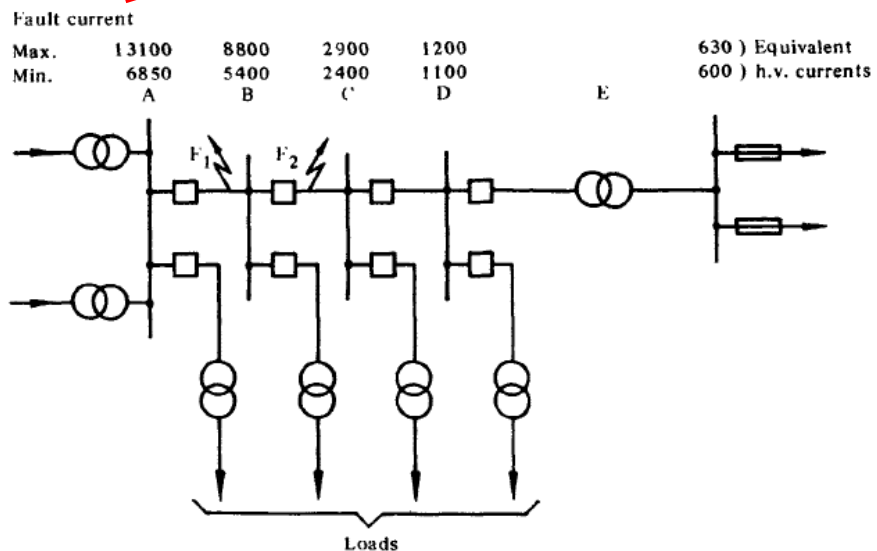 Fault current
Max. 13100 8800 2900 1200 630 ) Equivalent
Min. 6850 5400 2400 1100 600 ) h.v. currents
A B C D E
F1 F2
Loads